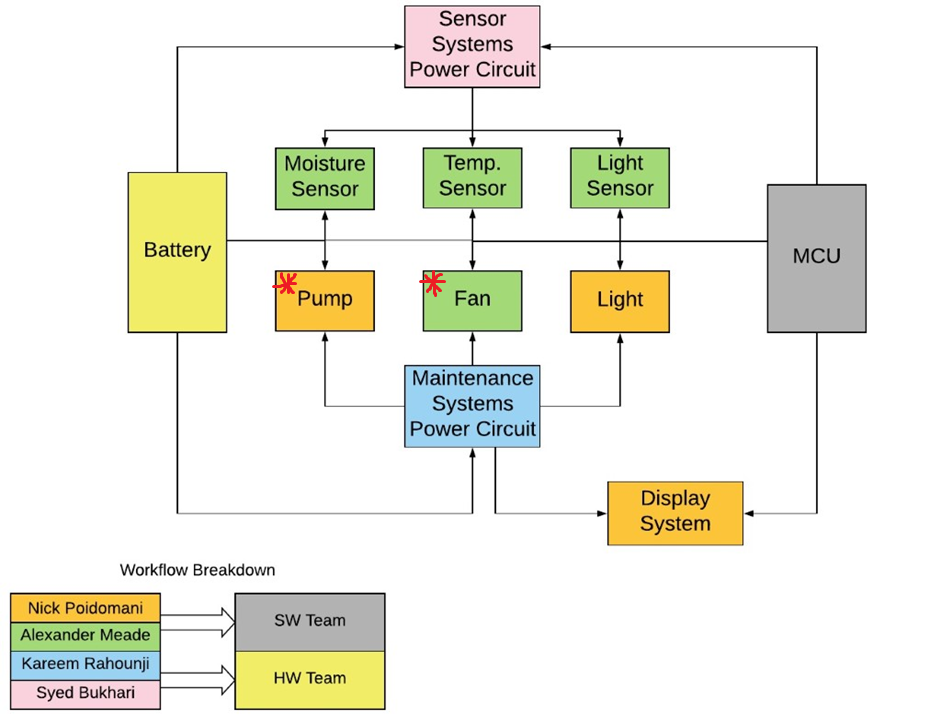 Sensor
Systems
Power Circuit
Moisture
Sensor
Temp.
Sensor
Light
Sensor
Battery
MCU
Pump
Fan
Light
Maintenance
Systems
Power Circuit
Display
System
Workflow Breakdown
Nick Poidomani
Alexander Meade
Kareem Rahounji
Syed Bukhari
SW Team
HW Team